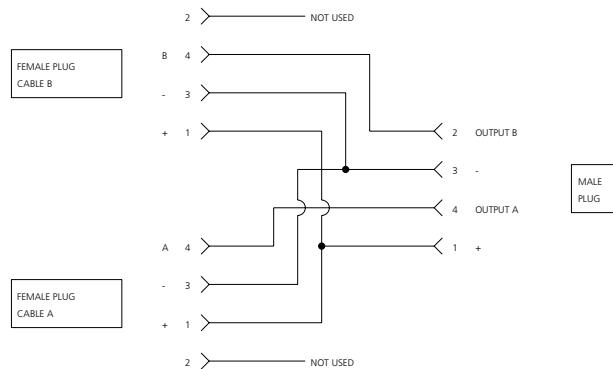 2 NOT USED
B 4
FEMALE PLUG
CABLE B
- 3
+ 1
2 OUTPUT B
3 -
MALE
PLUG
4 OUTPUT A
A 4
1 +
- 3
FEMALE PLUG
CABLE A
+ 1
2 NOT USED